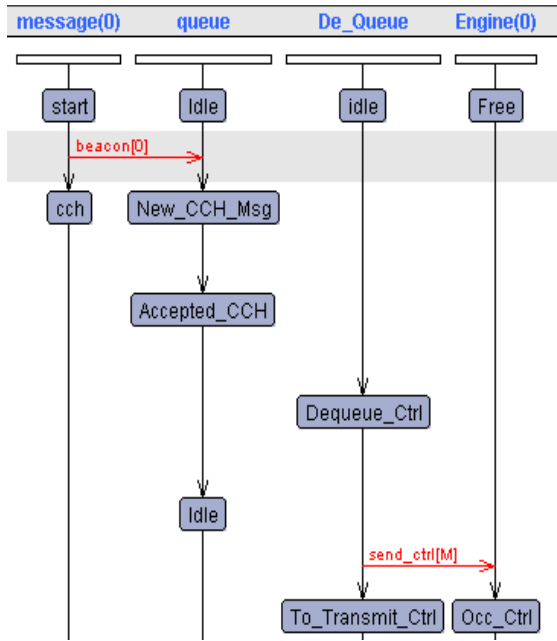 message(0) queue De_Queue Engine(0)
start Idle idle Free
beacon[0]
cch New_CCH_Msg
Accepted_CCH
Dequeue_Ctrl
Idle
send_ctrl[M]
To_Transmit_Ctrl Occ_Ctrl